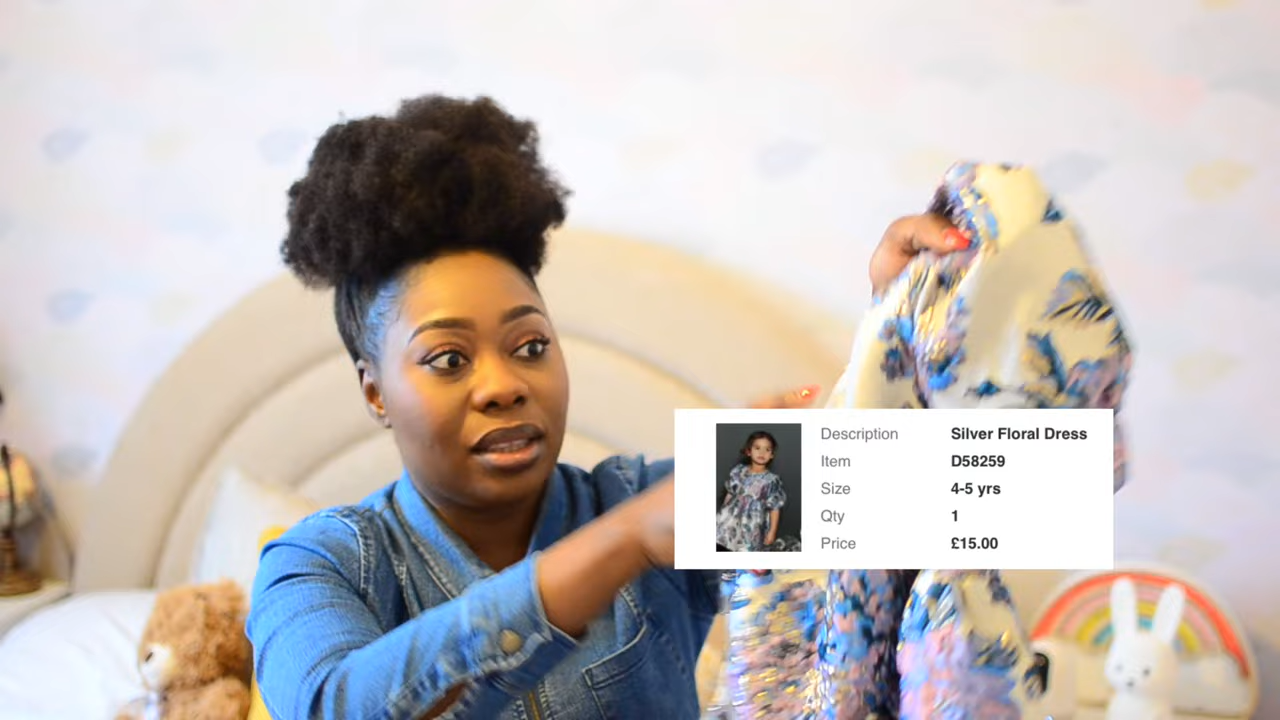 Description Silver Floral Dress
Item D58259
Size 4-5 yrs
Qty 1
Price £15.00